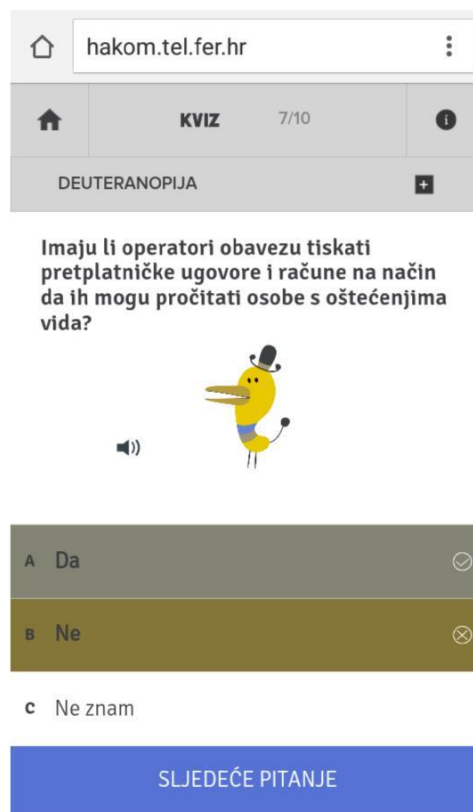 hakom.tel.fer.hr
KVIZ 7/10
DEUTERANOPIJA
Imaju li operatori obavezu tiskati
pretplatničke ugovore i račune na način
da ih mogu pročitati osobe s oštećenjima
vida?
A Da
B Ne
C Ne znam
SLJEDEĆE PITANJE